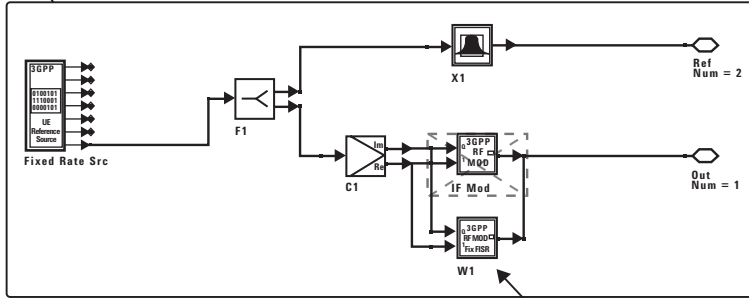 3GPP
0100101
1110001
0000101
UE
Reference
Source
Fixed Rate Src
F1
X1
Ref
Num = 2
Im
Re
C1
3GPP
Q RF
I MOD
IF Mod
Out
Num = 1
3GPP
Q RF MOD
I Fix FISR
W1